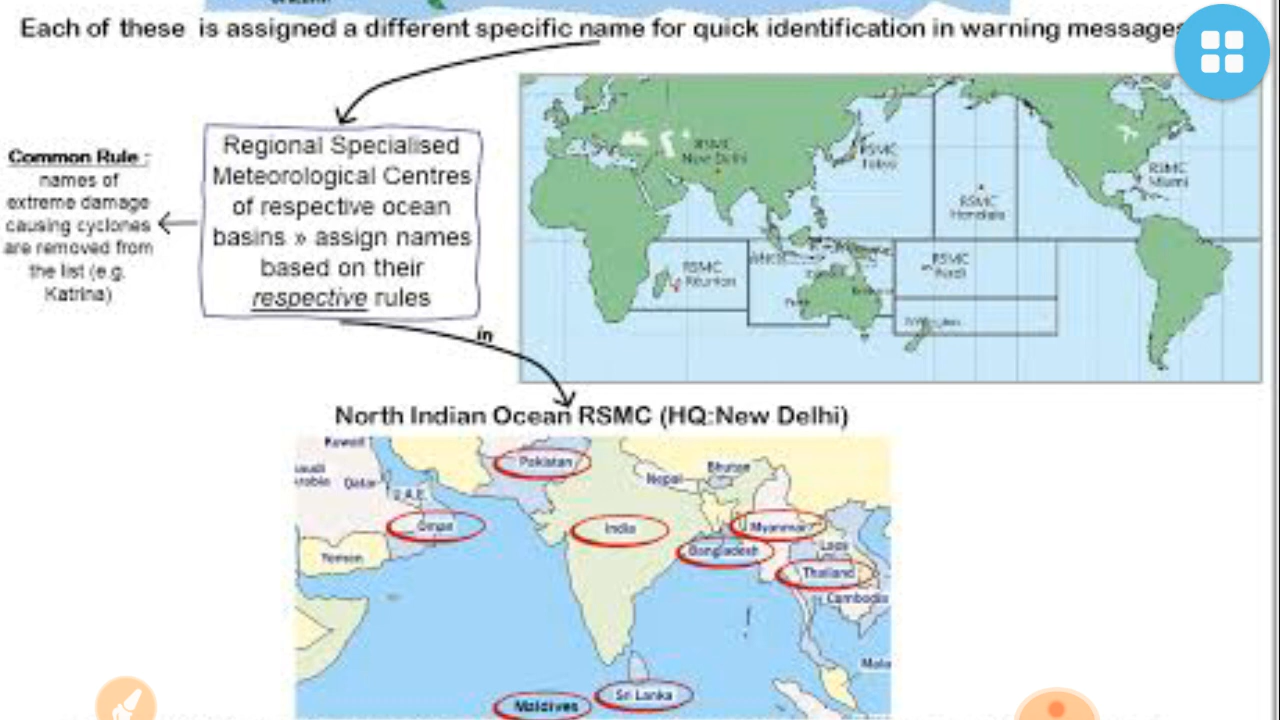 Each of these is assigned a different specific name for quick identification in warning messages
Common Rule :
names of
extreme damage
causing cyclones
are removed from
the list (e.g.
Katrina)
Regional Specialised
Meteorological Centres
of respective ocean
basins » assign names
based on their
respective rules
RSMC
New Delhi
RSMC
Tokyo
RSMC
Honolulu
RSMC
Miami
RSMC
Réunion
RSMC
Perth
in
North Indian Ocean RSMC (HQ:New Delhi)
Kuwait
Pakistan
Nepal
Bhutan
Qatar
U.A.E.
Oman
India
Myanmar
Bangladesh
Laos
Yemen
Thailand
Cambodia
Sri Lanka
Maldives